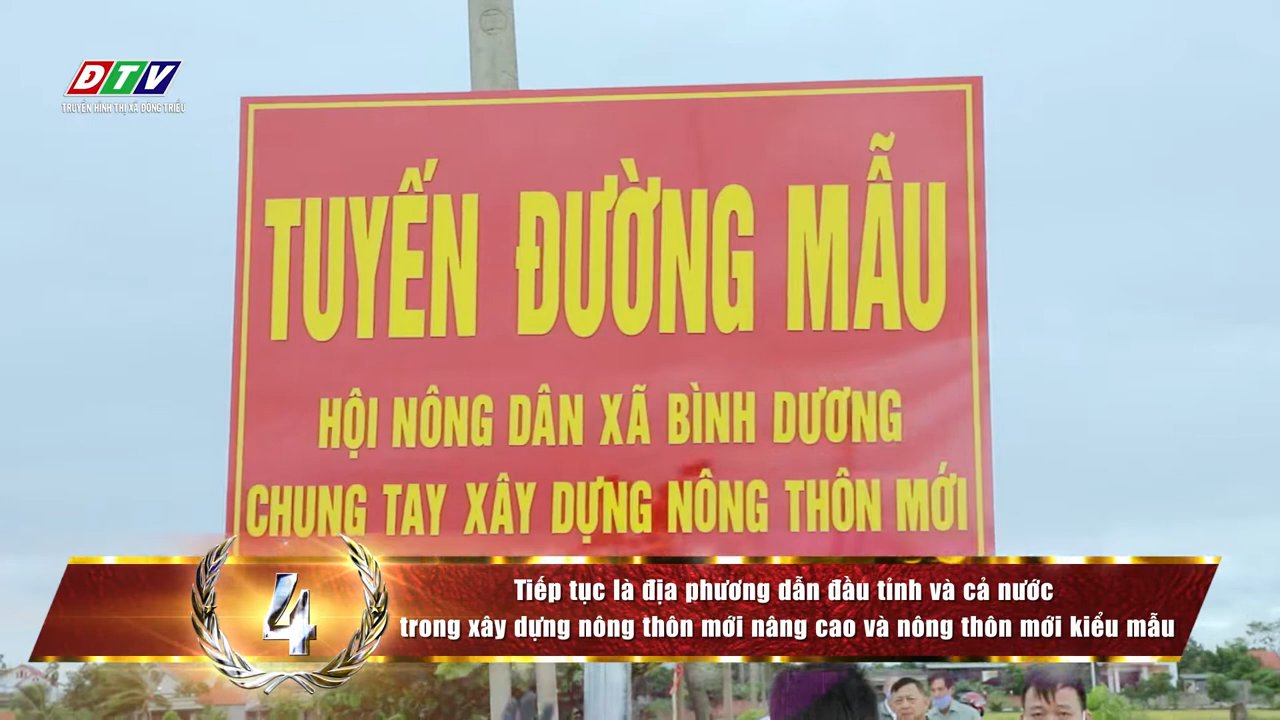 ĐTV
TRUYỀN HÌNH THỊ XÃ ĐÔNG TRIỀU
TUYẾN ĐƯỜNG MẪU
HỘI NÔNG DÂN XÃ BÌNH DƯƠNG
CHUNG TAY XÂY DỰNG NÔNG THÔN MỚI
4
Tiếp tục là địa phương dẫn đầu tỉnh và cả nước
trong xây dựng nông thôn mới nâng cao và nông thôn mới kiểu mẫu